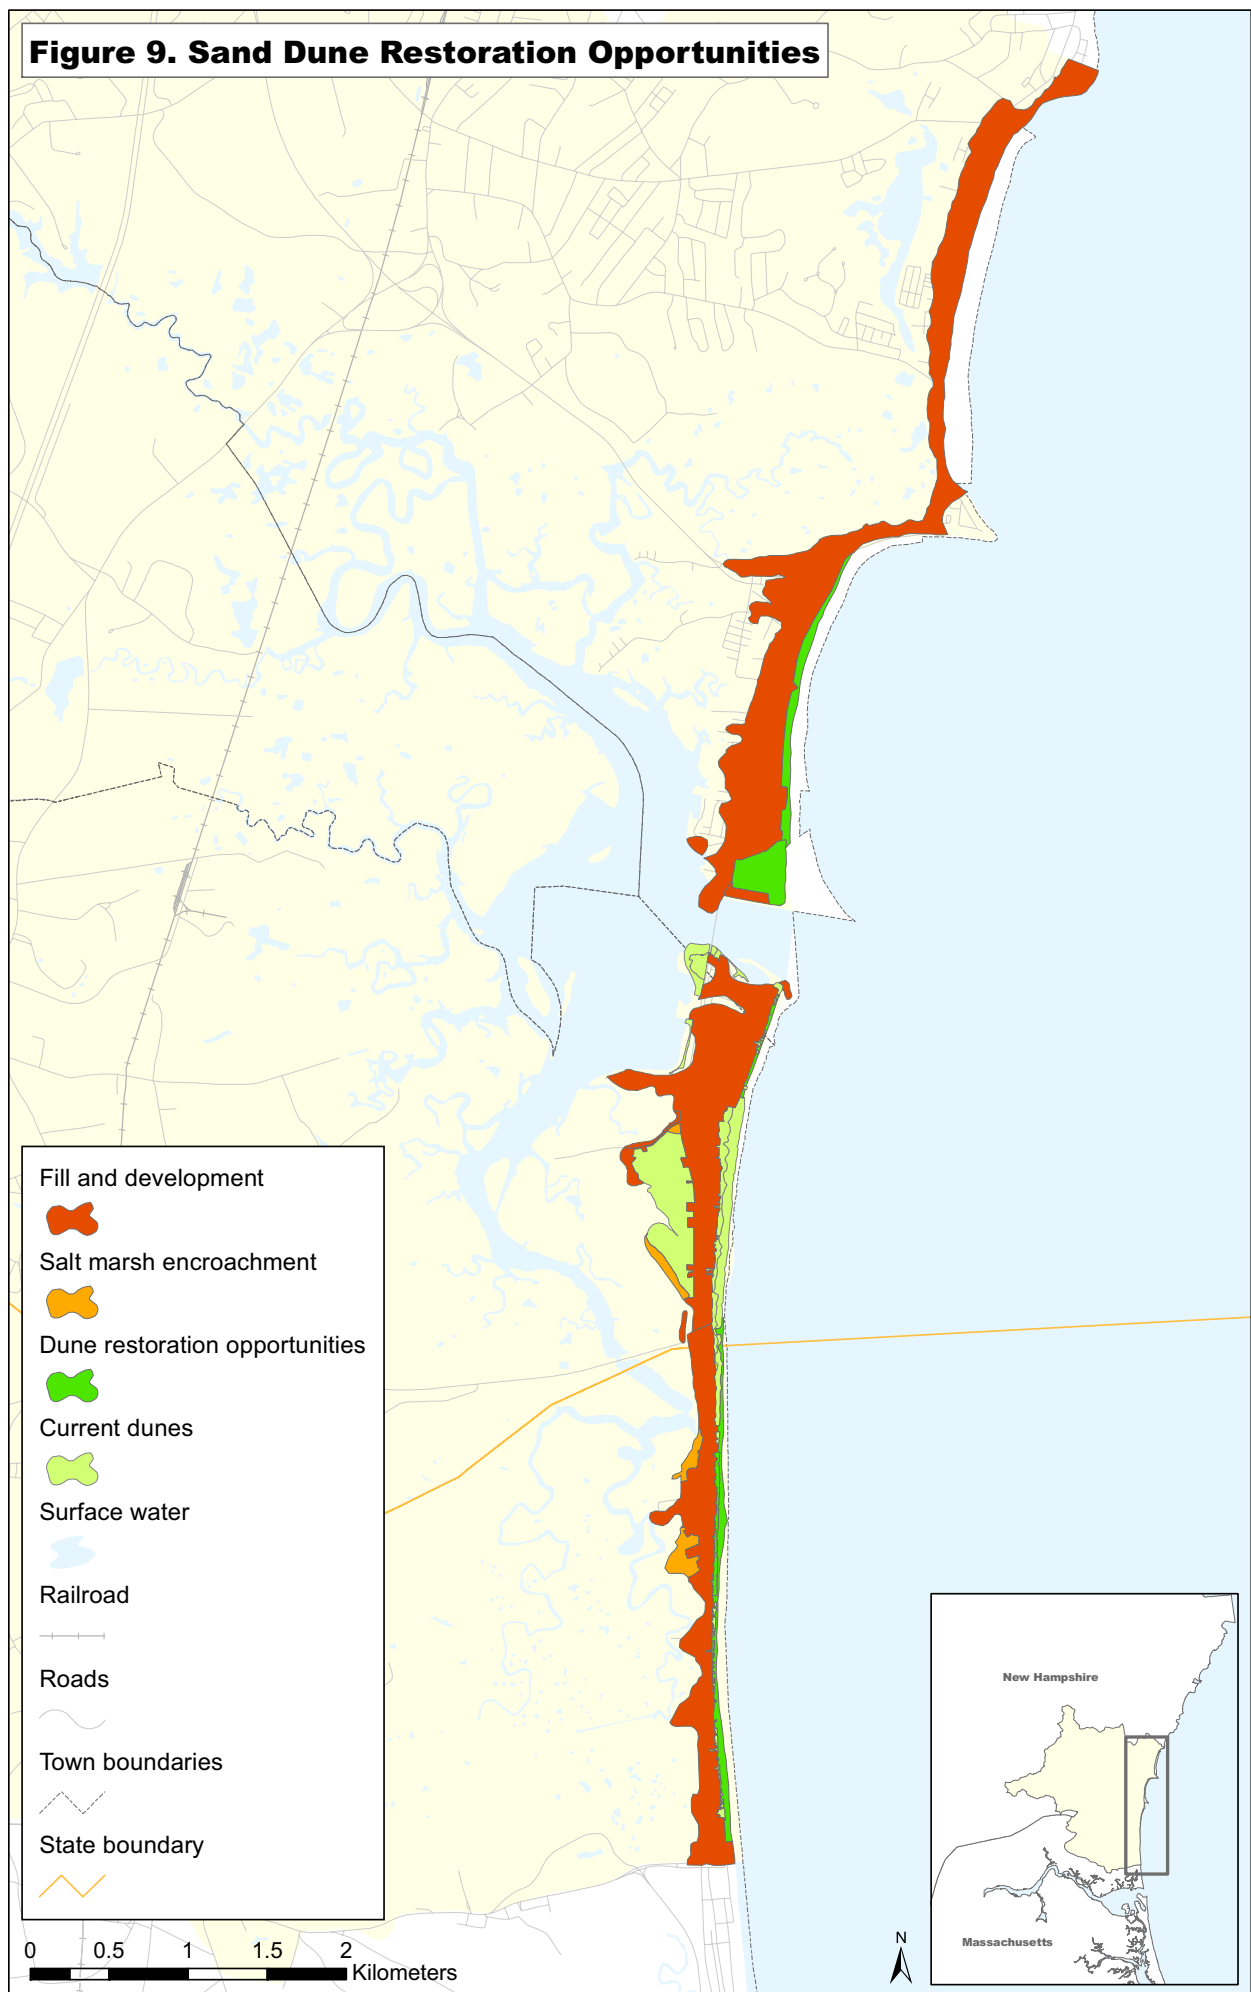 Figure 9. Sand Dune Restoration Opportunities
Fill and development
Salt marsh encroachment
Dune restoration opportunities
Current dunes
Surface water
Railroad
Roads
Town boundaries
State boundary
0 0.5 1 1.5 2
Kilometers
N
New Hampshire
Massachusetts